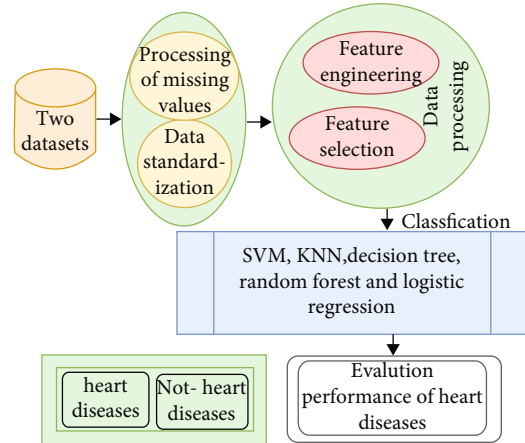 Two
datasets
Processing
of missing
values
Data
standard-
ization
Feature
engineering
Feature
selection
Data
processing
Classfication
SVM, KNN,decision tree,
random forest and logistic
regression
heart
diseases
Not- heart
diseases
Evalution
performance of heart
diseases